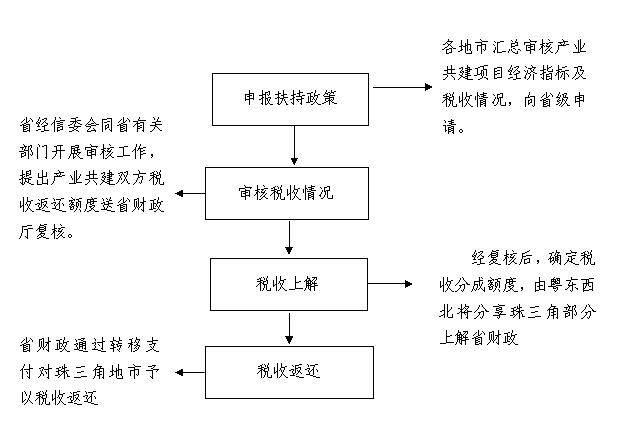 各地市汇总审核产业
共建项目经济指标及
税收情况，向省级申
请。
申报扶持政策
省经信委会同省有关
部门开展审核工作，
提出产业共建双方税
收返还额度送省财政
厅复核。
审核税收情况
经复核后，确定税
收分成额度，由粤东西
北将分享珠三角部分
上解省财政
税收上解
省财政通过转移支
付对珠三角地市予
以税收返还
税收返还